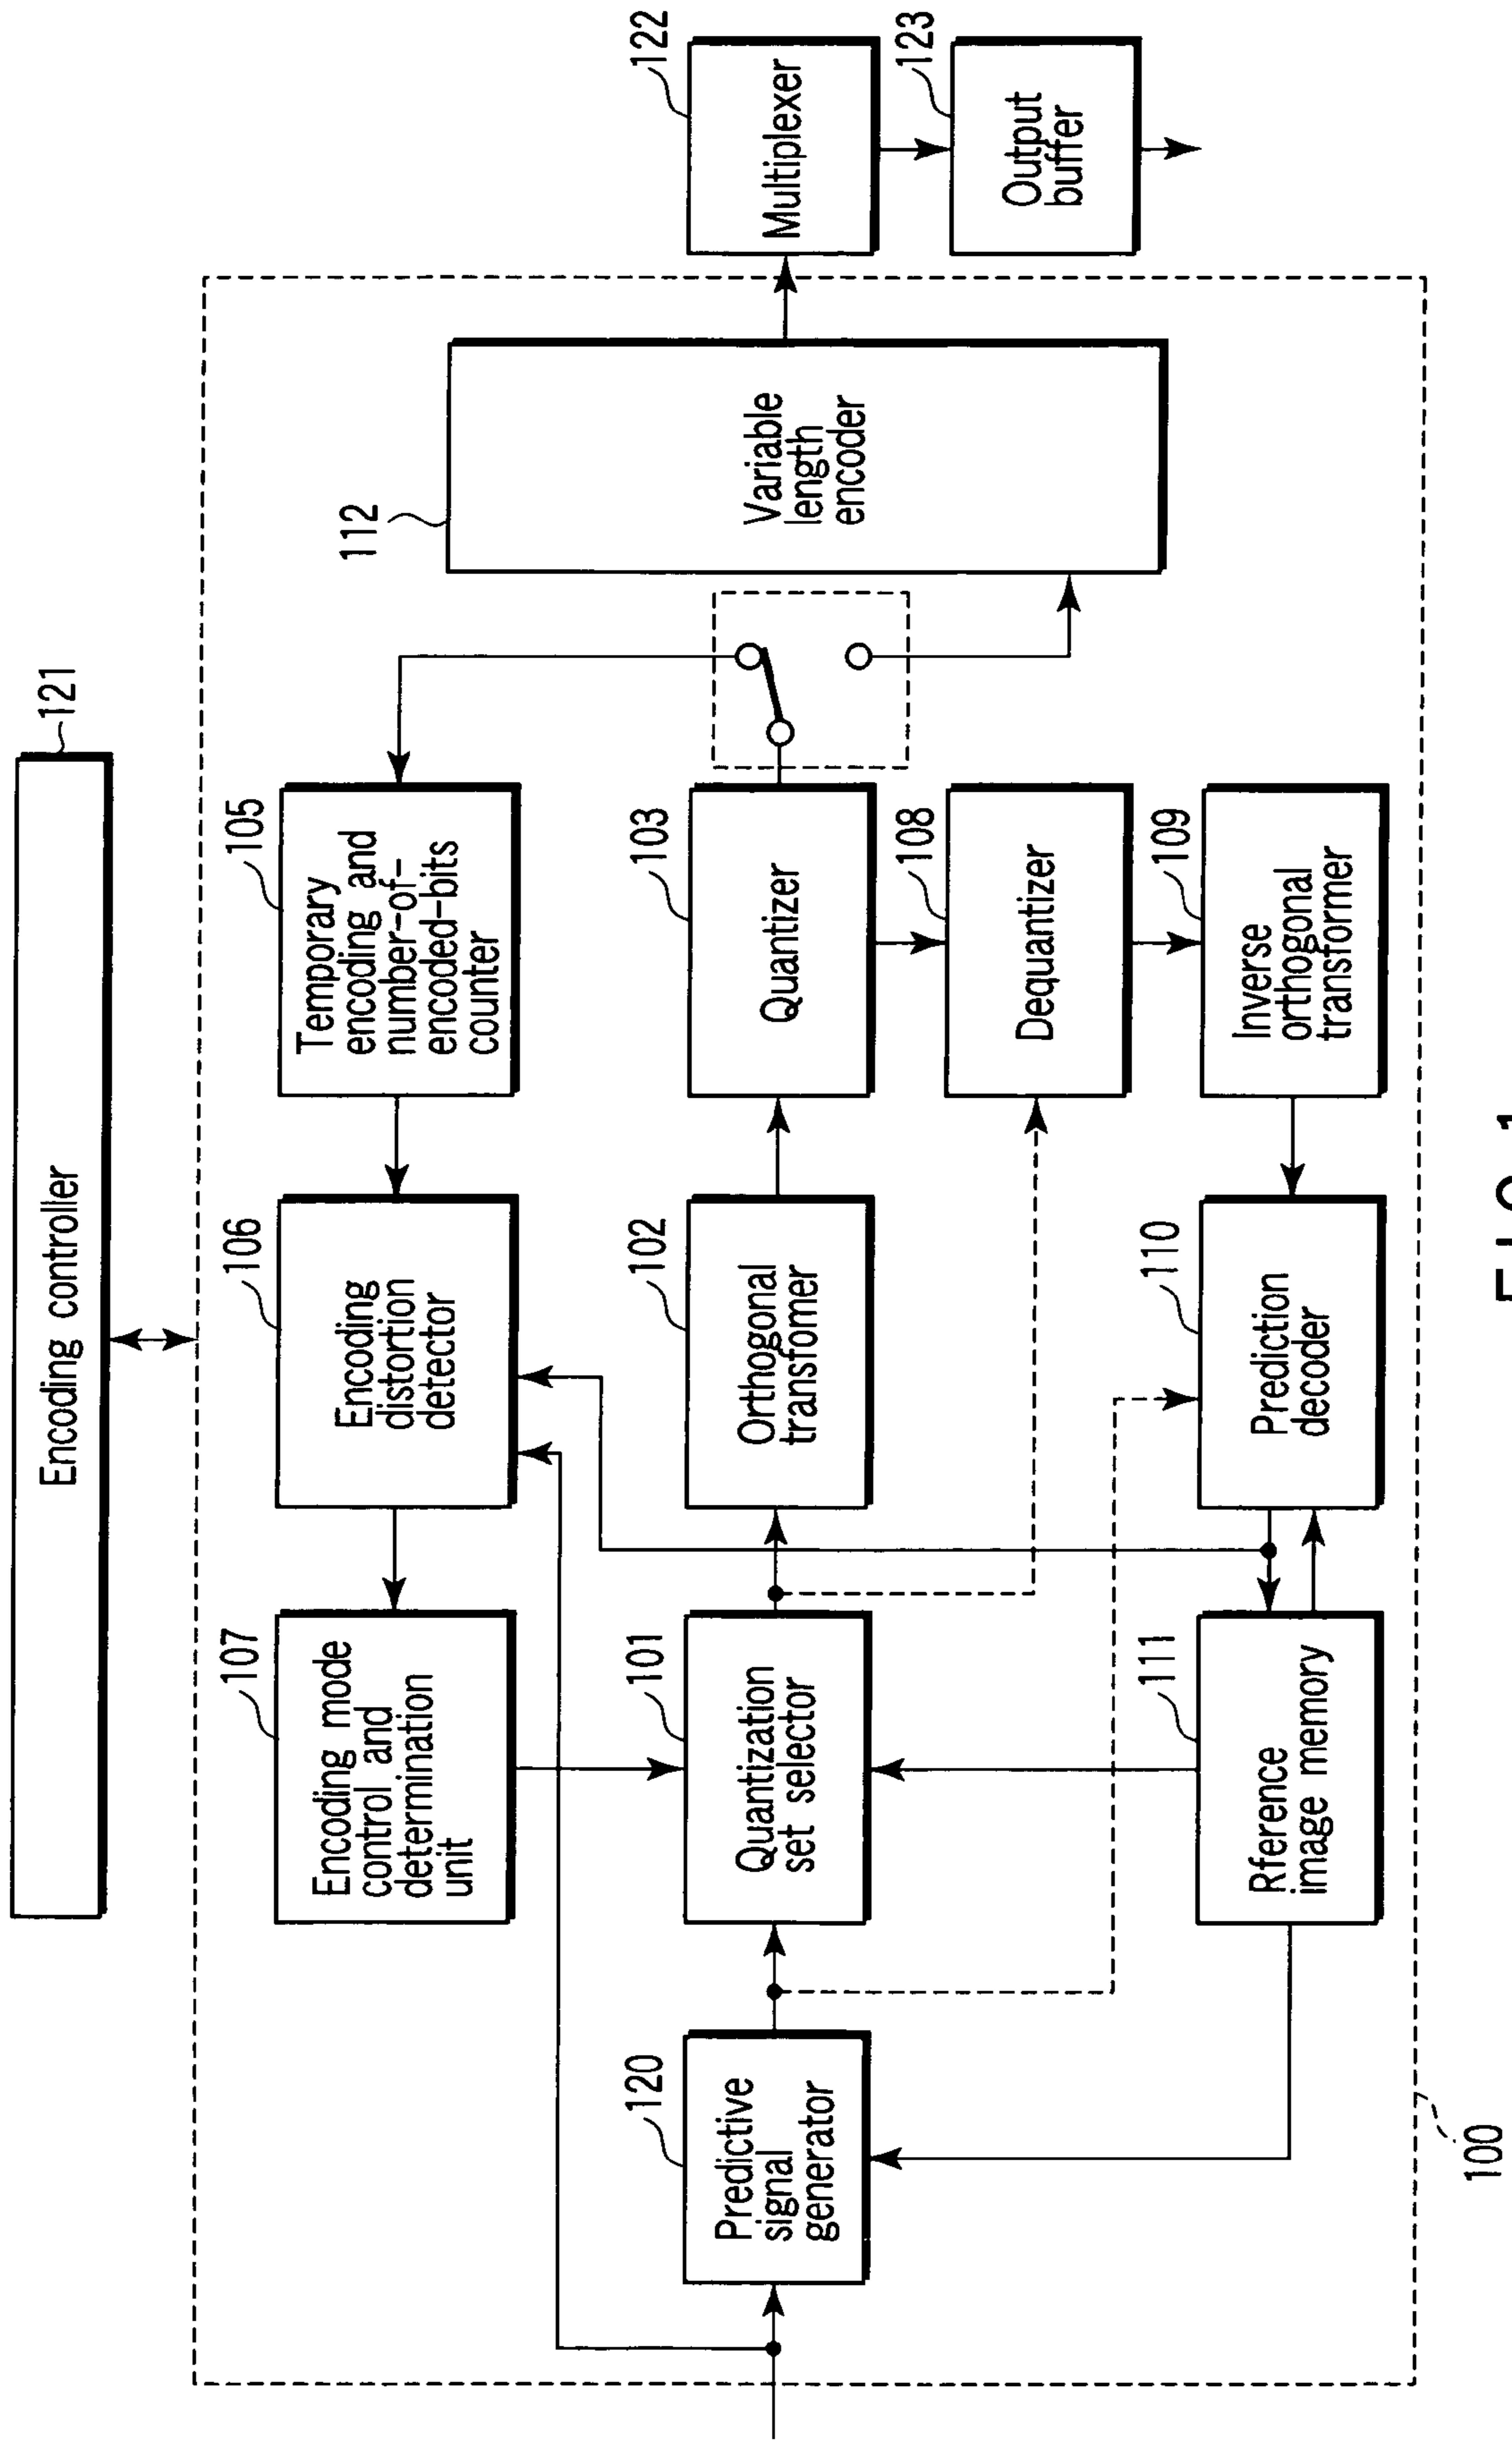 Encoding controller
121
107
Encoding mode
control and
determination
unit
106
Encoding
distortion
detector
105
Temporary
encoding and
number-of-
encoded-bits
counter
112
Variable
length
encoder
122
Multiplexer
123
Output
buffer
120
Predictive
signal
generator
101
Quantization
set selector
102
Orthogonal
transfomer
103
Quantizer
108
Dequantizer
109
Inverse
orthogonal
transformer
110
Prediction
decoder
111
Rference
image memory
100